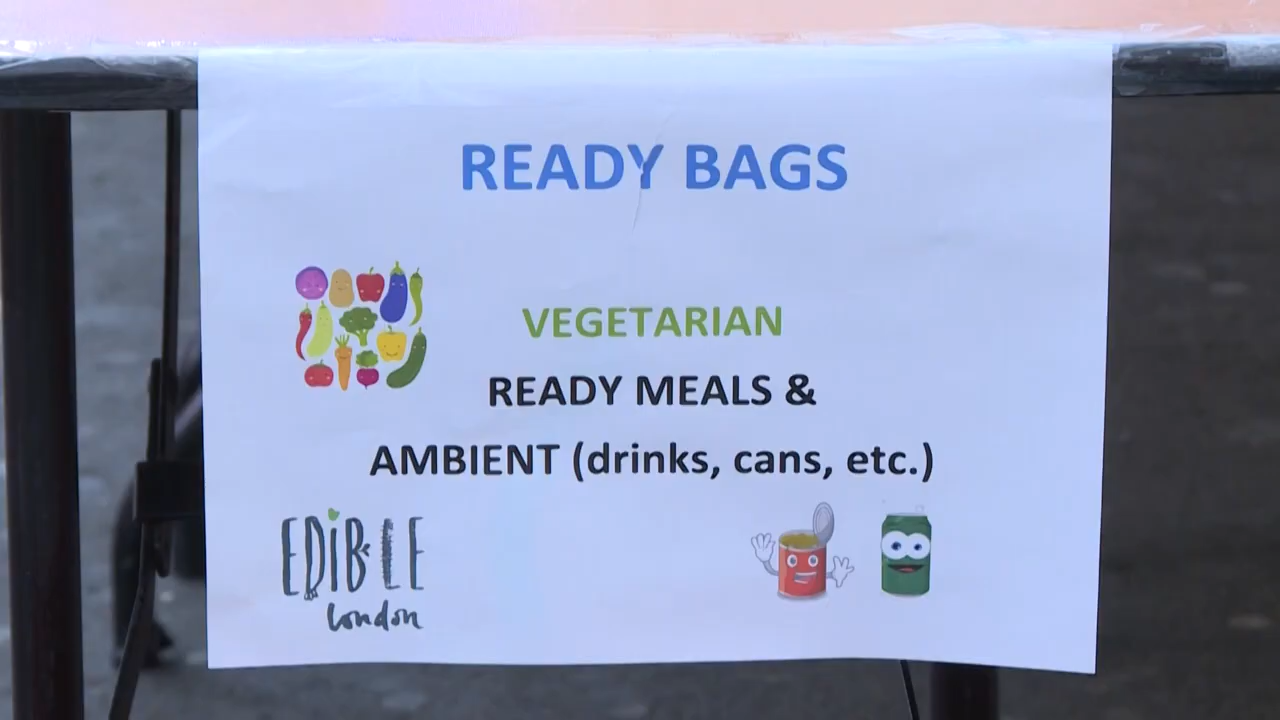 READY BAGS
VEGETARIAN
READY MEALS &
AMBIENT (drinks, cans, etc.)
EDIBLE
london